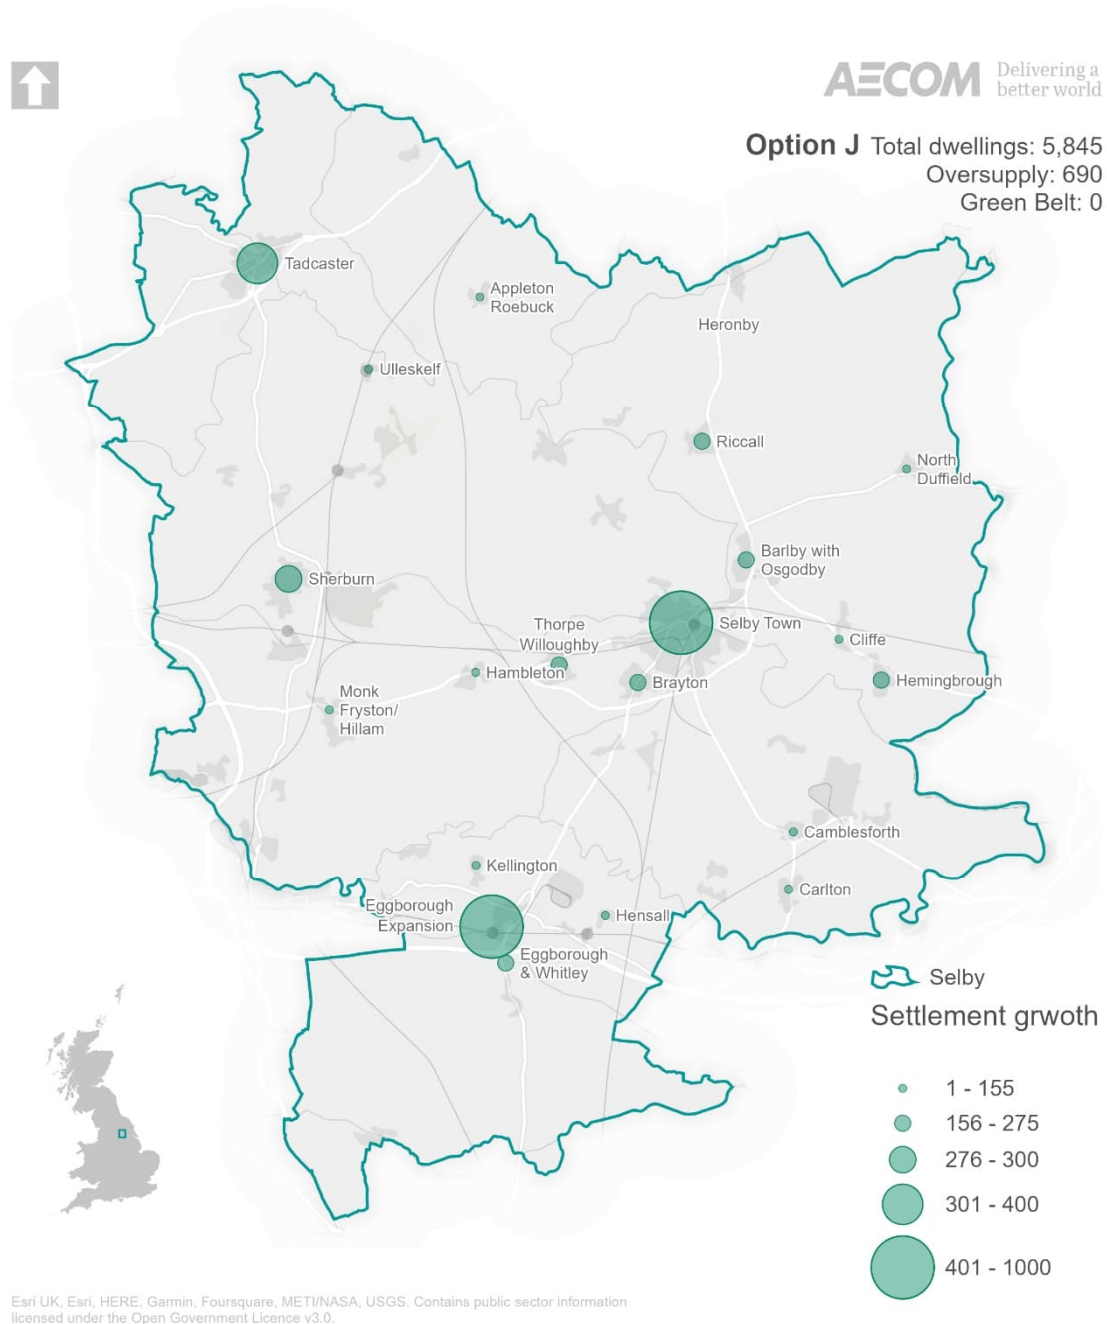 AECOM
Delivering a
better world
Option J Total dwellings: 5,845
Oversupply: 690
Green Belt: 0
Tadcaster
Appleton
Roebuck
Heronby
Ulleskelf
Riccall
North
Duffield
Barlby with
Osgodby
Sherburn
Thorpe
Willoughby
Selby Town
Cliffe
Hambleton
Brayton
Hemingbrough
Monk
Fryston/
Hillam
Camblesforth
Kellington
Carlton
Eggborough
Expansion
Hensall
Eggborough
& Whitley
Selby
Settlement grwoth
1 - 155
156 - 275
276 - 300
301 - 400
401 - 1000
Esri UK, Esri, HERE, Garmin, Foursquare, METI/NASA, USGS. Contains public sector information
licensed under the Open Government Licence v3.0.